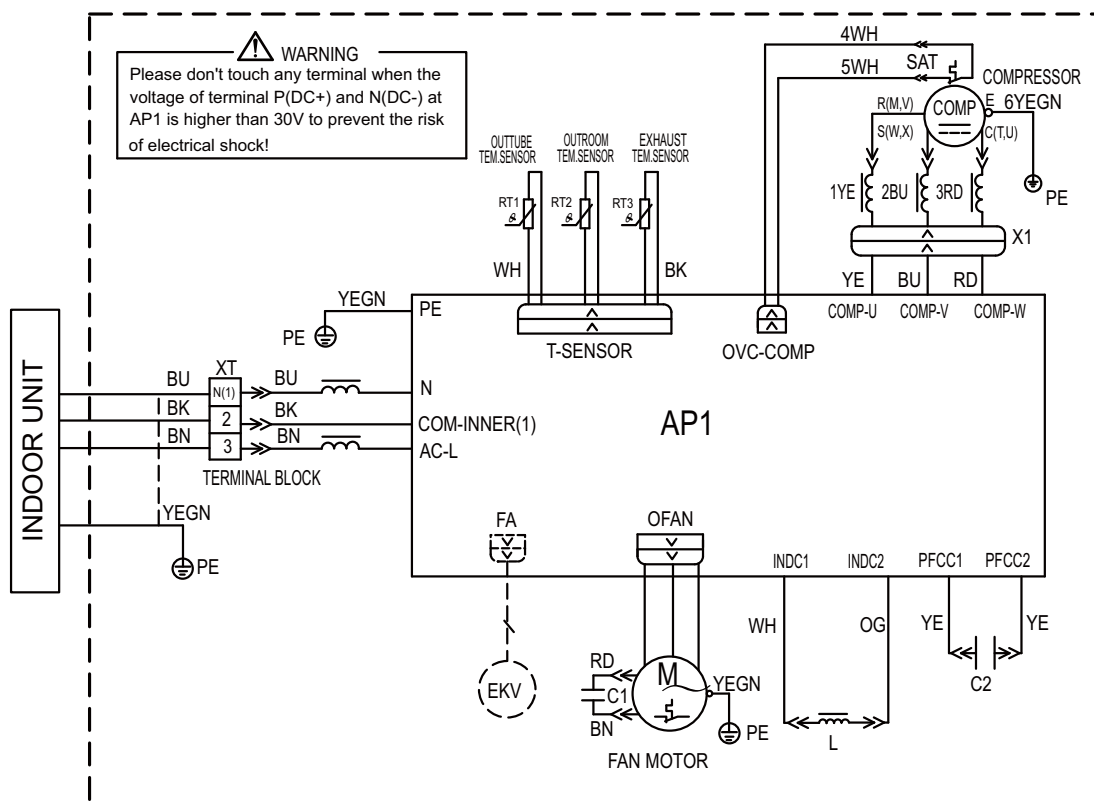 WARNING
Please don't touch any terminal when the
voltage of terminal P(DC+) and N(DC-) at
AP1 is higher than 30V to prevent the risk
of electrical shock!
4WH
5WH
SAT
COMPRESSOR
R(M,V)
COMP
E
6YEGN
S(W,X)
C(T,U)
PE
1YE
2BU
3RD
X1
YE
BU
RD
OUTTUBE
TEM.SENSOR
OUTROOM
TEM.SENSOR
EXHAUST
TEM.SENSOR
RT1
RT2
RT3
WH
BK
YEGN
PE
PE
T-SENSOR
OVC-COMP
COMP-U
COMP-V
COMP-W
INDOOR UNIT
XT
BU
N(1)
BU
N
BK
2
BK
COM-INNER(1)
BN
3
BN
AC-L
TERMINAL BLOCK
AP1
YEGN
PE
FA
OFAN
INDC1
INDC2
PFCC1
PFCC2
WH
OG
YE
YE
C2
EKV
RD
C1
BN
M
YEGN
PE
FAN MOTOR
L